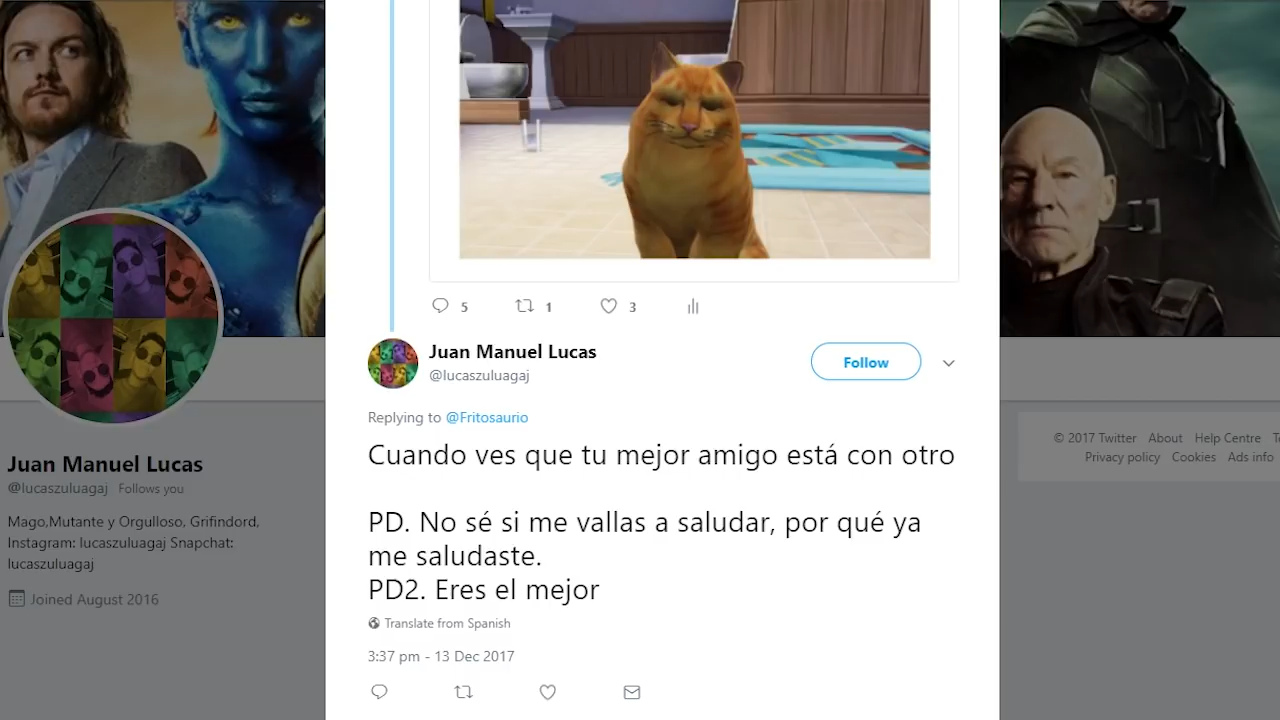 5
1
3
Juan Manuel Lucas
@lucaszuluagaj
Follow
Replying to @Fritosaurio
Cuando ves que tu mejor amigo está con otro
PD. No sé si me vallas a saludar, por qué ya
me saludaste.
PD2. Eres el mejor
Translate from Spanish
3:37 pm - 13 Dec 2017
Juan Manuel Lucas
@lucaszuluagaj Follows you
Mago,Mutante y Orgulloso, Grifindord,
Instagram: lucaszuluagaj Snapchat:
lucaszuluagaj
Joined August 2016
© 2017 Twitter About Help Centre
Privacy policy Cookies Ads info